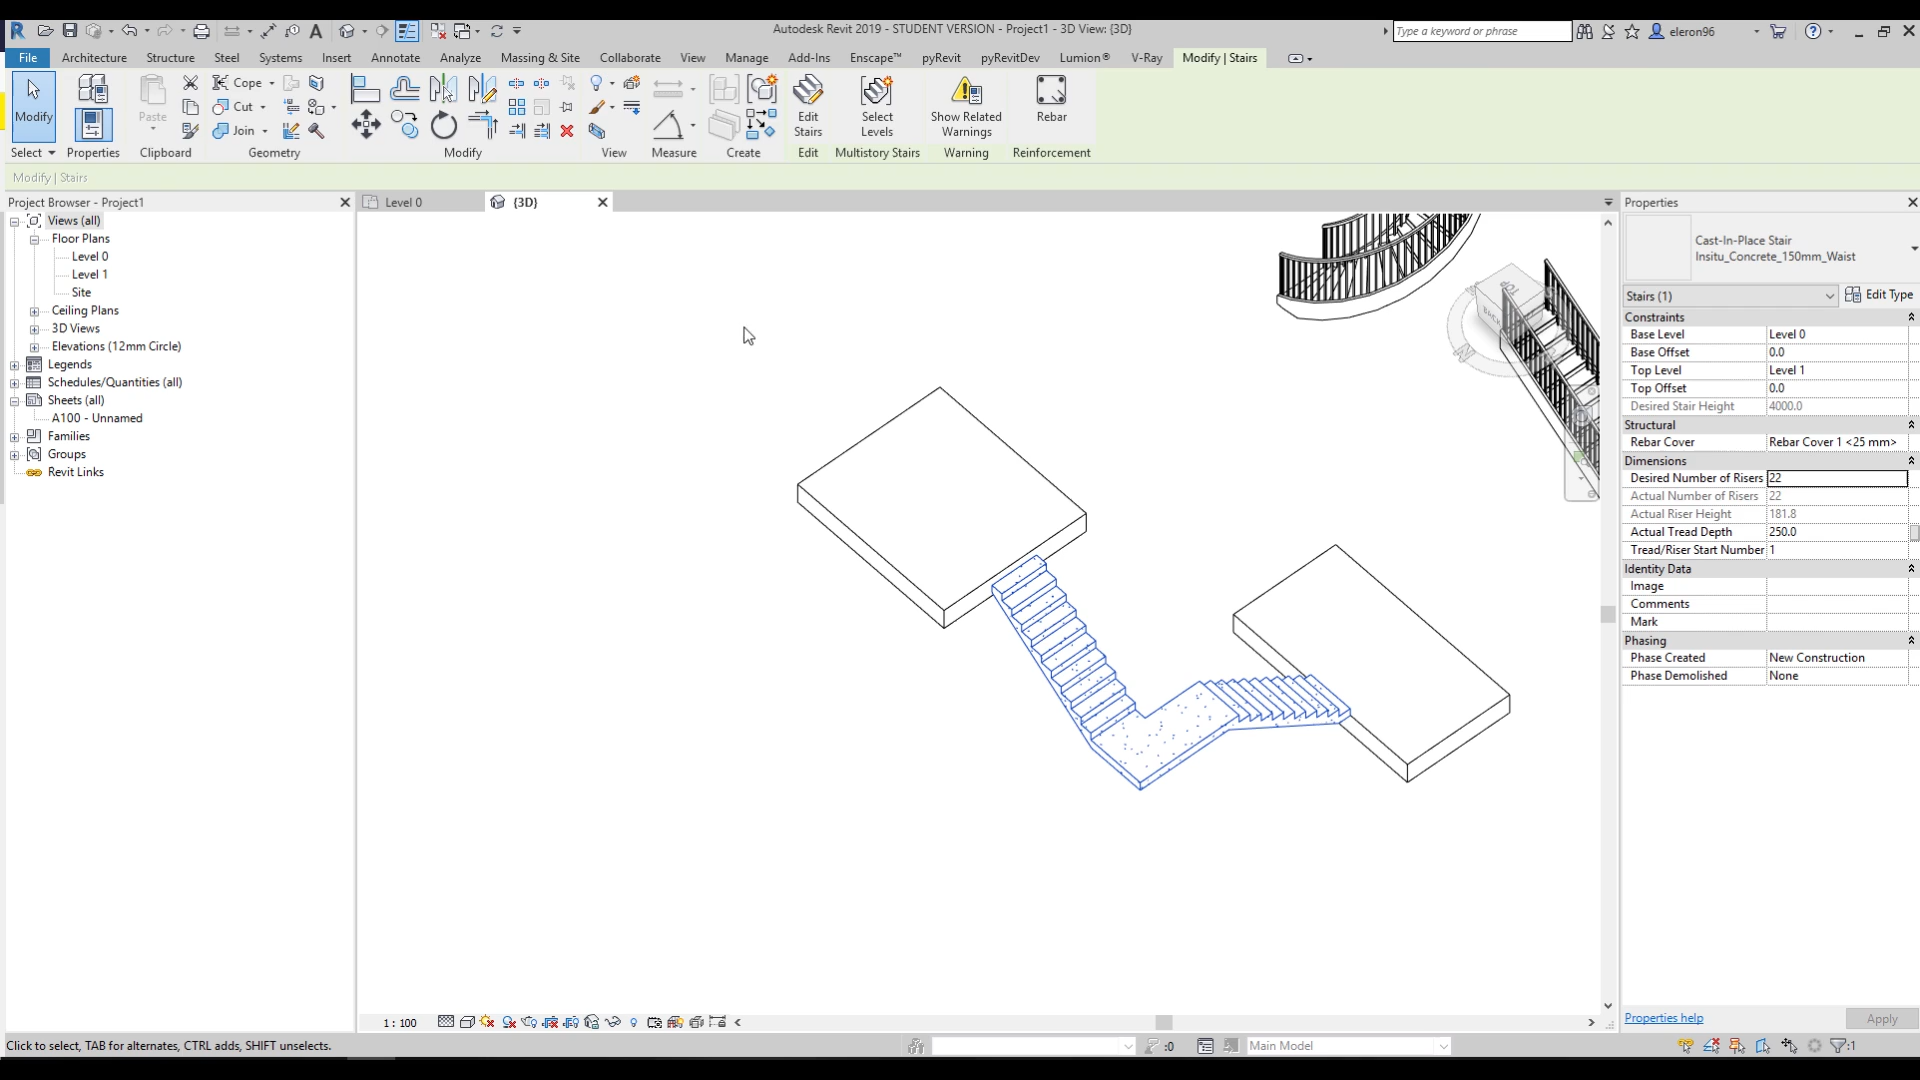 Autodesk Revit 2019 - STUDENT VERSION - Project1 - 3D View: {3D}
Type a keyword or phrase
eleron96
File
Architecture
Structure
Steel
Systems
Insert
Annotate
Analyze
Massing & Site
Collaborate
View
Manage
Add-Ins
Enscape™
pyRevit
pyRevitDev
Lumion®
V-Ray
Modify | Stairs
Modify
Paste
Cope
Cut
Join
Edit
Stairs
Select
Levels
Show Related
Warnings
Rebar
Select
Properties
Clipboard
Geometry
Modify
View
Measure
Create
Edit
Multistory Stairs
Warning
Reinforcement
Modify | Stairs
Project Browser - Project1
Views (all)
Floor Plans
Level 0
Level 1
Site
Ceiling Plans
3D Views
Elevations (12mm Circle)
Legends
Schedules/Quantities (all)
Sheets (all)
A100 - Unnamed
Families
Groups
Revit Links
Level 0
{3D}
BACK
Properties
Cast-In-Place Stair
Insitu_Concrete_150mm_Waist
Stairs (1)
Edit Type
Constraints
Base Level Level 0
Base Offset 0.0
Top Level Level 1
Top Offset 0.0
Desired Stair Height 4000.0
Structural
Rebar Cover Rebar Cover 1 <25 mm>
Dimensions
Desired Number of Risers 22
Actual Number of Risers 22
Actual Riser Height 181.8
Actual Tread Depth 250.0
Tread/Riser Start Number 1
Identity Data
Image
Comments
Mark
Phasing
Phase Created New Construction
Phase Demolished None
Properties help
Apply
1 : 100
Click to select, TAB for alternates, CTRL adds, SHIFT unselects.
:0
Main Model
:1